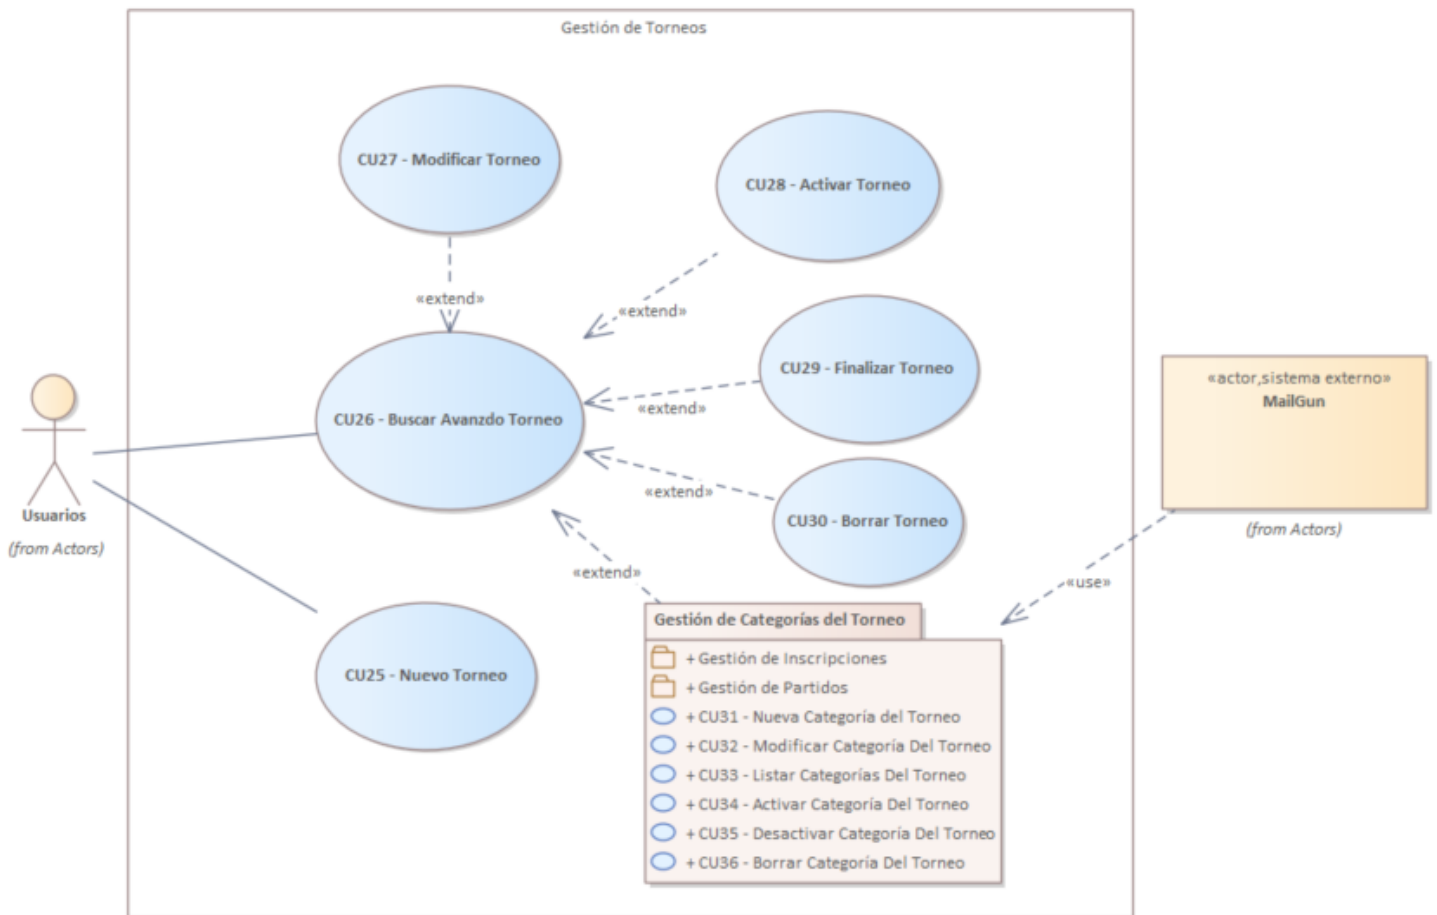 Gestión de Torneos
CU27 - Modificar Torneo
CU28 - Activar Torneo
«extend»
«extend»
CU29 - Finalizar Torneo
«extend»
CU26 - Buscar Avanzdo Torneo
«extend»
CU30 - Borrar Torneo
«extend»
Usuarios
(from Actors)
CU25 - Nuevo Torneo
«actor,sistema externo»
MailGun
(from Actors)
«use»
Gestión de Categorías del Torneo
+ Gestión de Inscripciones
+ Gestión de Partidos
+ CU31 - Nueva Categoría del Torneo
+ CU32 - Modificar Categoría Del Torneo
+ CU33 - Listar Categorías Del Torneo
+ CU34 - Activar Categoría Del Torneo
+ CU35 - Desactivar Categoría Del Torneo
+ CU36 - Borrar Categoría Del Torneo